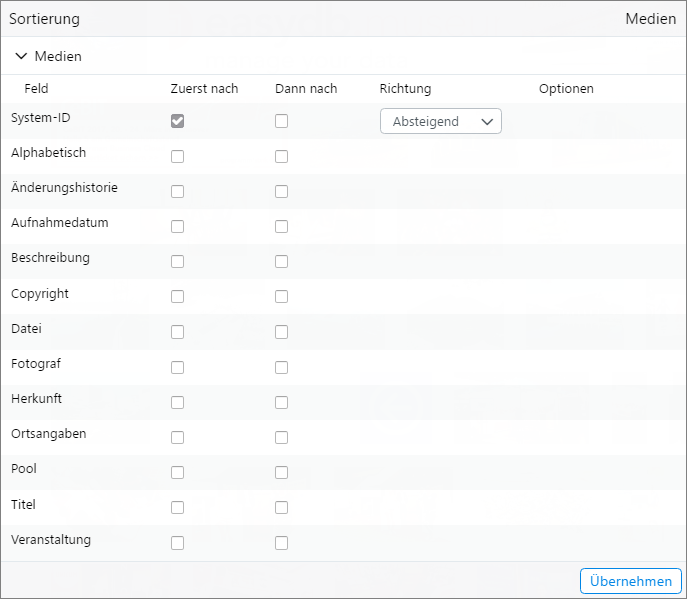 Sortierung Medien
Medien
Feld Zuerst nach Dann nach Richtung Optionen
System-ID Absteigend
Alphabetisch
Änderungshistorie
Aufnahmedatum
Beschreibung
Copyright
Datei
Fotograf
Herkunft
Ortsangaben
Pool
Titel
Veranstaltung
Übernehmen